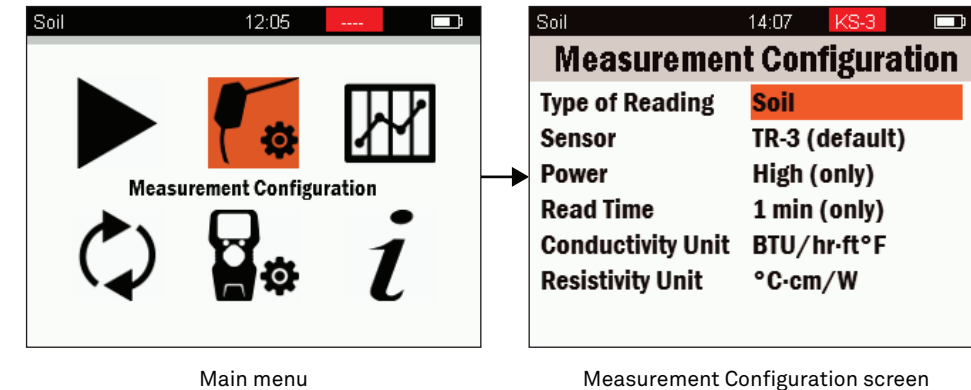 Soil 12:05 ----
Measurement Configuration
i
Main menu
Soil 14:07 KS-3
Measurement Configuration
Type of Reading Soil
Sensor TR-3 (default)
Power High (only)
Read Time 1 min (only)
Conductivity Unit BTU/hr·ft°F
Resistivity Unit °C·cm/W
Measurement Configuration screen